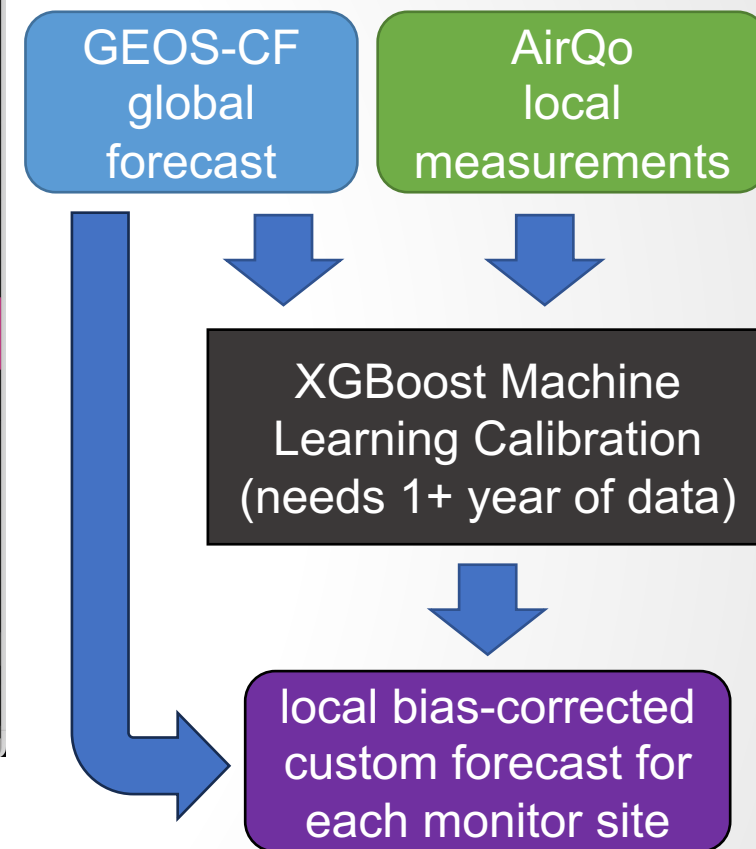 GEOS-CF
global
forecast
AirQo
local
measurements
XGBoost Machine
Learning Calibration
(needs 1+ year of data)
local bias-corrected
custom forecast for
each monitor site